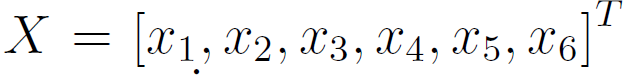 X = [x₁, x₂, x₃, x₄, x₅, x₆]ᵀ